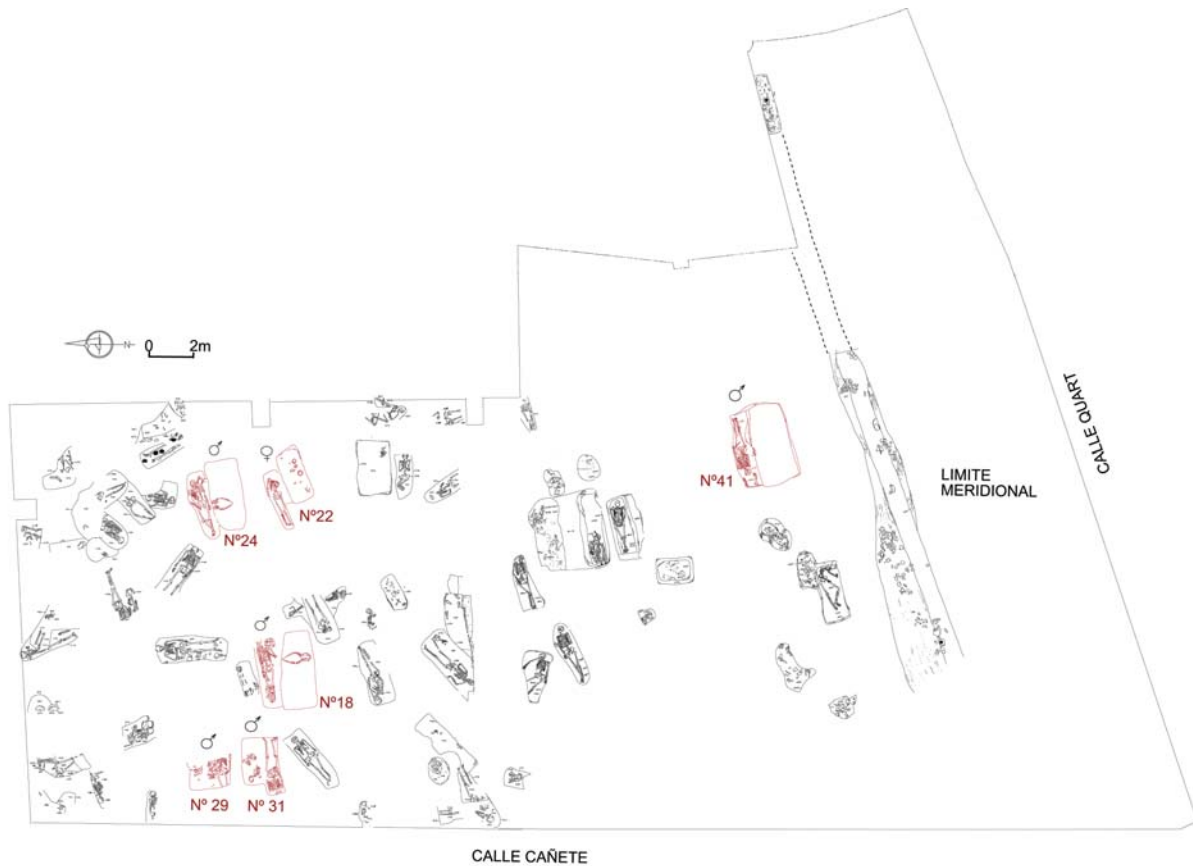 N
0 2m
CALLE QUART
LIMITE
MERIDIONAL
Nº41
Nº22
Nº24
Nº18
Nº 29
Nº 31
CALLE CAÑETE